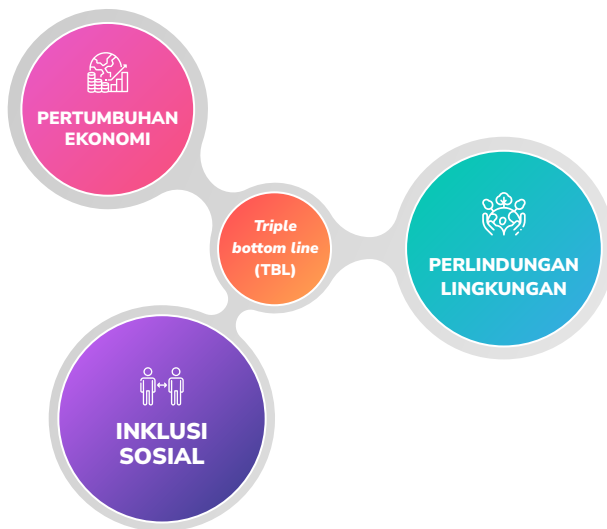 PERTUMBUHAN
EKONOMI
Triple
bottom line
(TBL)
PERLINDUNGAN
LINGKUNGAN
INKLUSI
SOSIAL